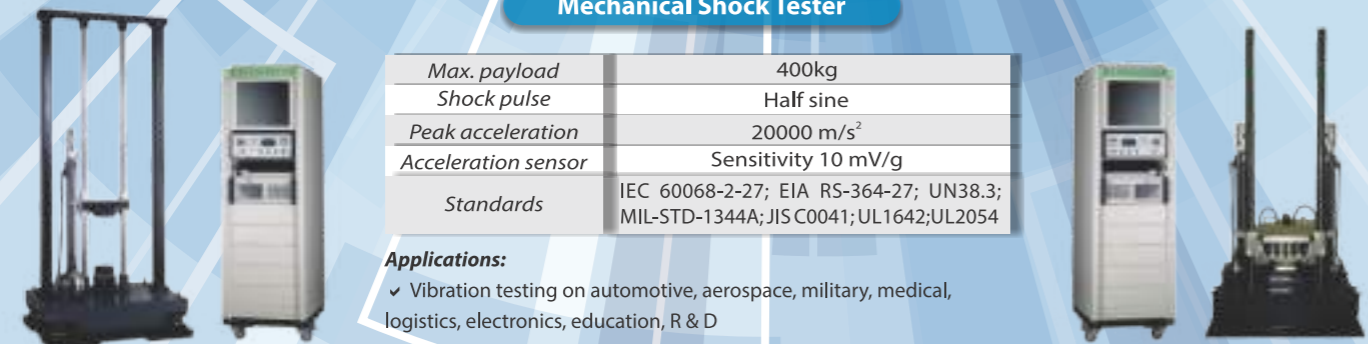 Mechanical Shock Tester
Max. payload 400kg
Shock pulse Half sine
Peak acceleration 20000 m/s²
Acceleration sensor Sensitivity 10 mV/g
Standards IEC 60068-2-27; EIA RS-364-27; UN38.3;
MIL-STD-1344A; JIS C0041; UL1642;UL2054
Applications:
✓ Vibration testing on automotive, aerospace, military, medical,
logistics, electronics, education, R & D